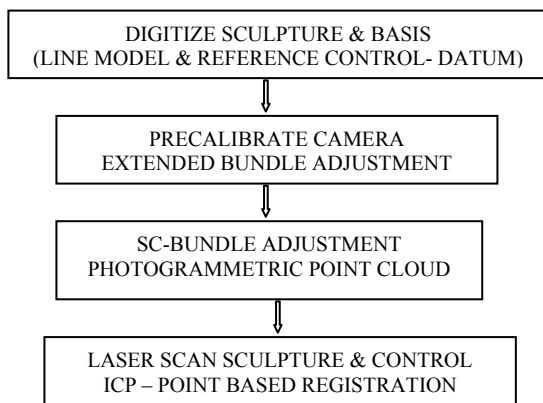 DIGITIZE SCULPTURE & BASIS
(LINE MODEL & REFERENCE CONTROL- DATUM)
PRECALIBRATE CAMERA
EXTENDED BUNDLE ADJUSTMENT
SC-BUNDLE ADJUSTMENT
PHOTOGRAMMETRIC POINT CLOUD
LASER SCAN SCULPTURE & CONTROL
ICP – POINT BASED REGISTRATION